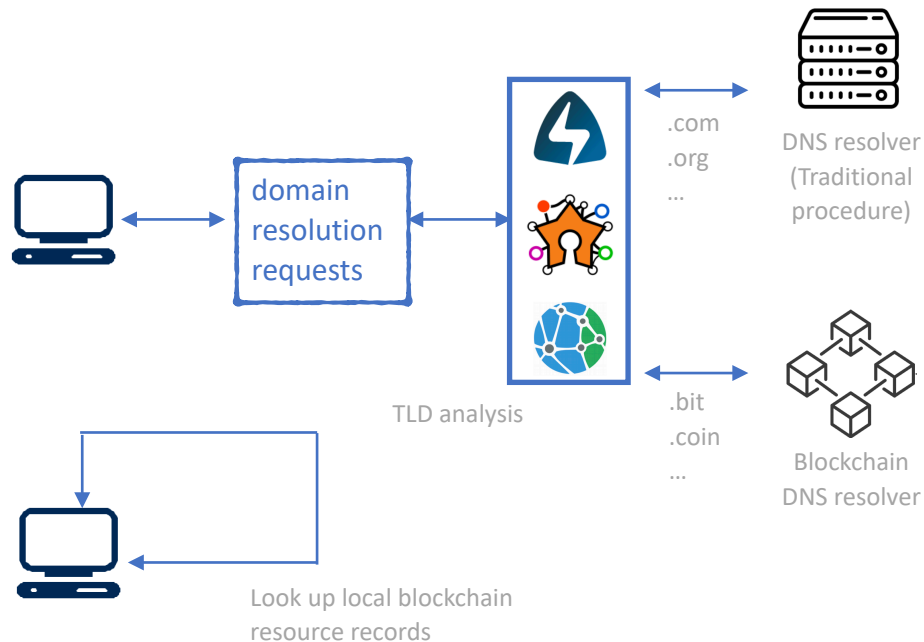 domain
resolution
requests
TLD analysis
.com
.org
...
DNS resolver
(Traditional
procedure)
.bit
.coin
...
Blockchain
DNS resolver
Look up local blockchain
resource records